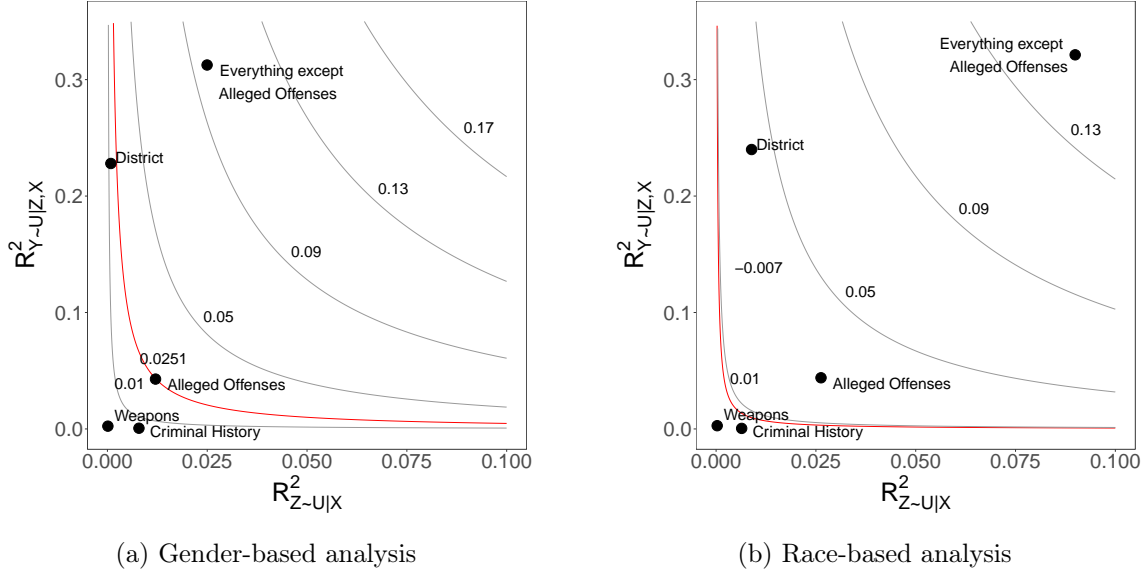 R²_Y~U|Z,X
0.3
0.2
0.1
0.0
Everything except
Alleged Offenses
0.17
District
0.13
0.09
0.05
0.0251
0.01
Alleged Offenses
Weapons
Criminal History
0.000
0.025
0.050
0.075
0.100
R²_Z~U|X
(a) Gender-based analysis
R²_Y~U|Z,X
0.3
0.2
0.1
0.0
Everything except
Alleged Offenses
0.13
District
0.09
−0.007
0.05
0.01
Alleged Offenses
Weapons
Criminal History
0.000
0.025
0.050
0.075
0.100
R²_Z~U|X
(b) Race-based analysis